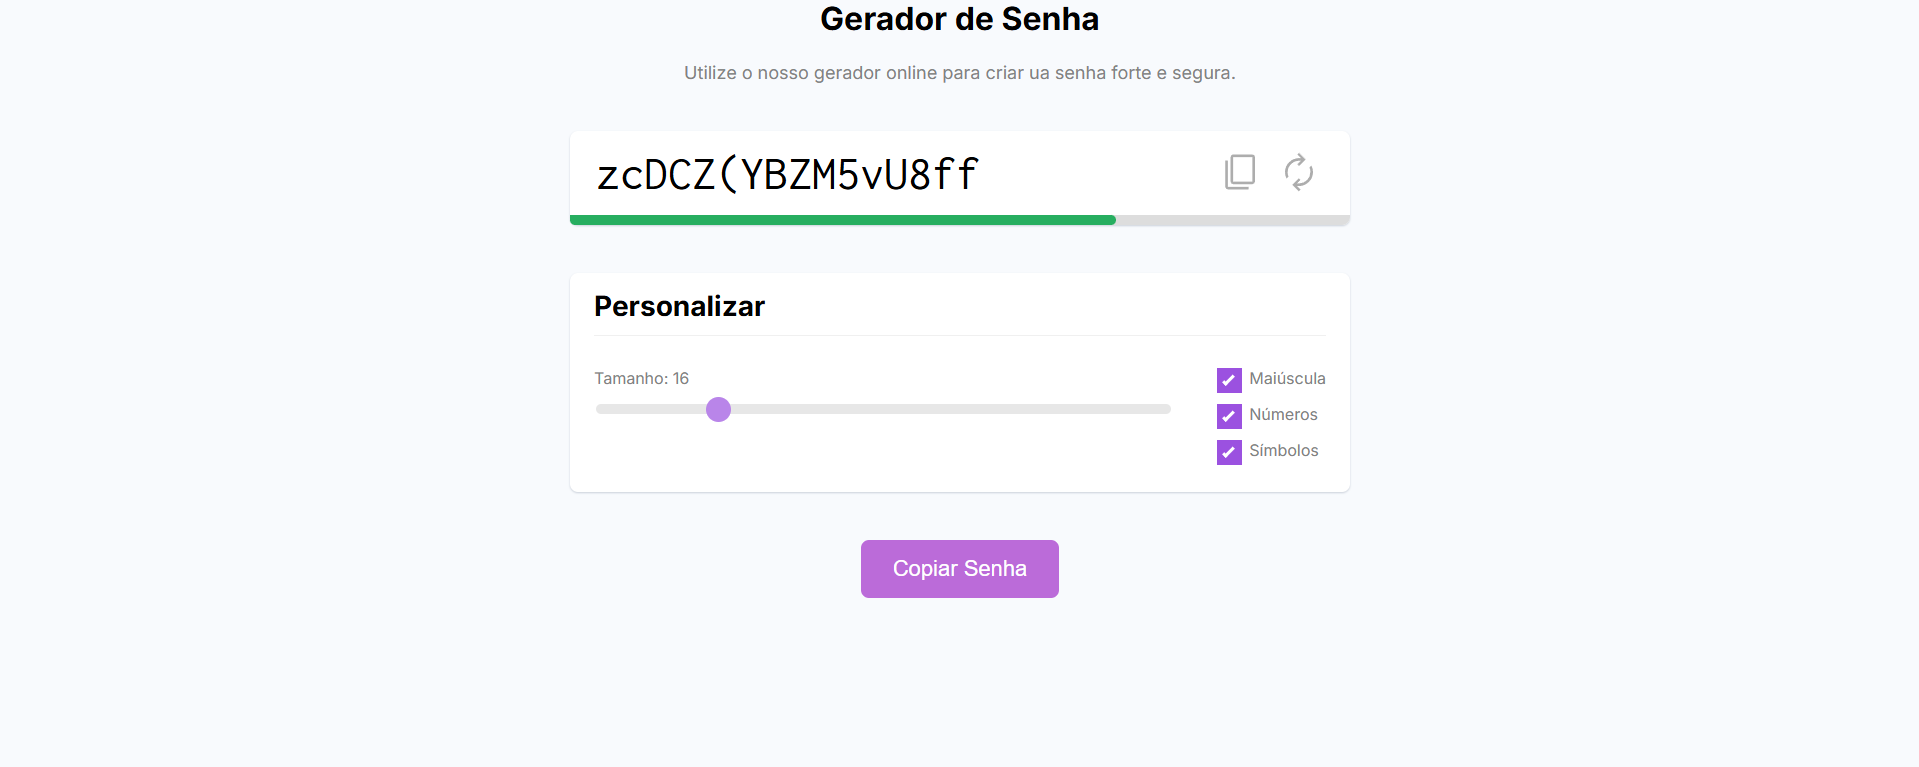 Gerador de Senha
Utilize o nosso gerador online para criar ua senha forte e segura.
zcDCZ(YBZM5vU8ff
Personalizar
Tamanho: 16
Maiúscula
Números
Símbolos
Copiar Senha